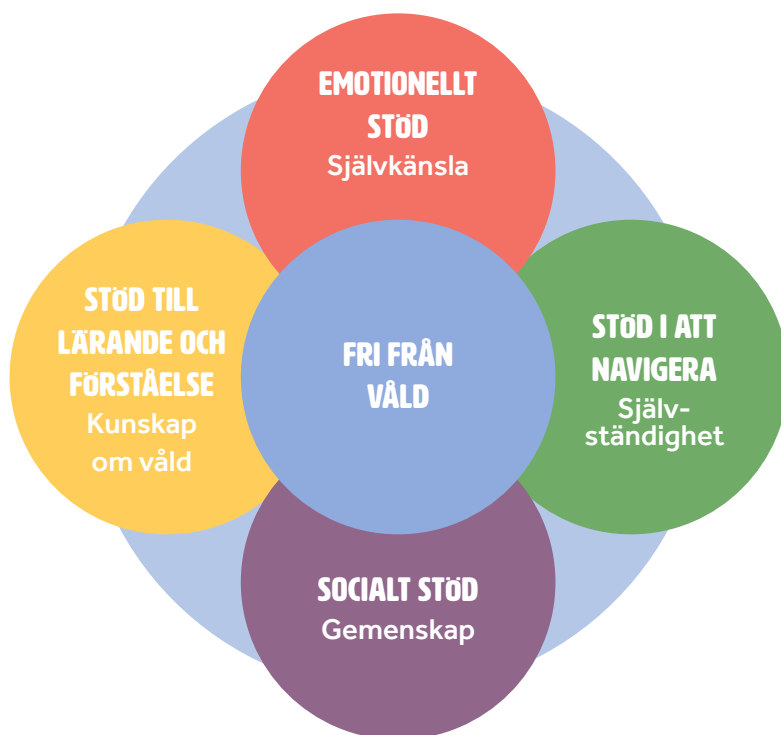 EMOTIONELLT
STÖD
Självkänsla
STÖD TILL
LÄRANDE OCH
FÖRSTÅELSE
Kunskap
om våld
FRI FRÅN
VÅLD
STÖD I ATT
NAVIGERA
Själv-
ständighet
SOCIALT STÖD
Gemenskap